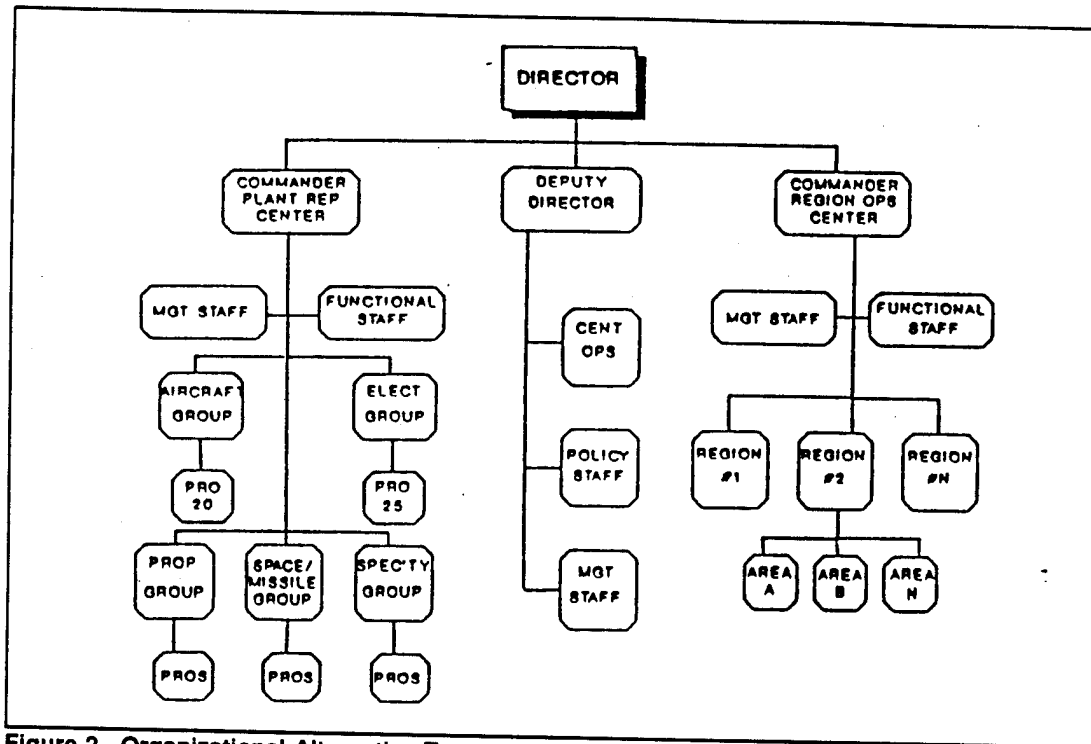 DIRECTOR
COMMANDER
PLANT REP
CENTER
DEPUTY
DIRECTOR
COMMANDER
REGION OPS
CENTER
MGT STAFF
FUNCTIONAL
STAFF
MGT STAFF
FUNCTIONAL
STAFF
CENT
OPS
AIRCRAFT
GROUP
ELECT
GROUP
POLICY
STAFF
REGION
#1
REGION
#2
REGION
#N
PRO
20
PRO
25
PROP
GROUP
SPACE/
MISSILE
GROUP
SPEC'TY
GROUP
MGT
STAFF
AREA
A
AREA
B
AREA
N
PROS
PROS
PROS
Figure 2. Organizational Alternative